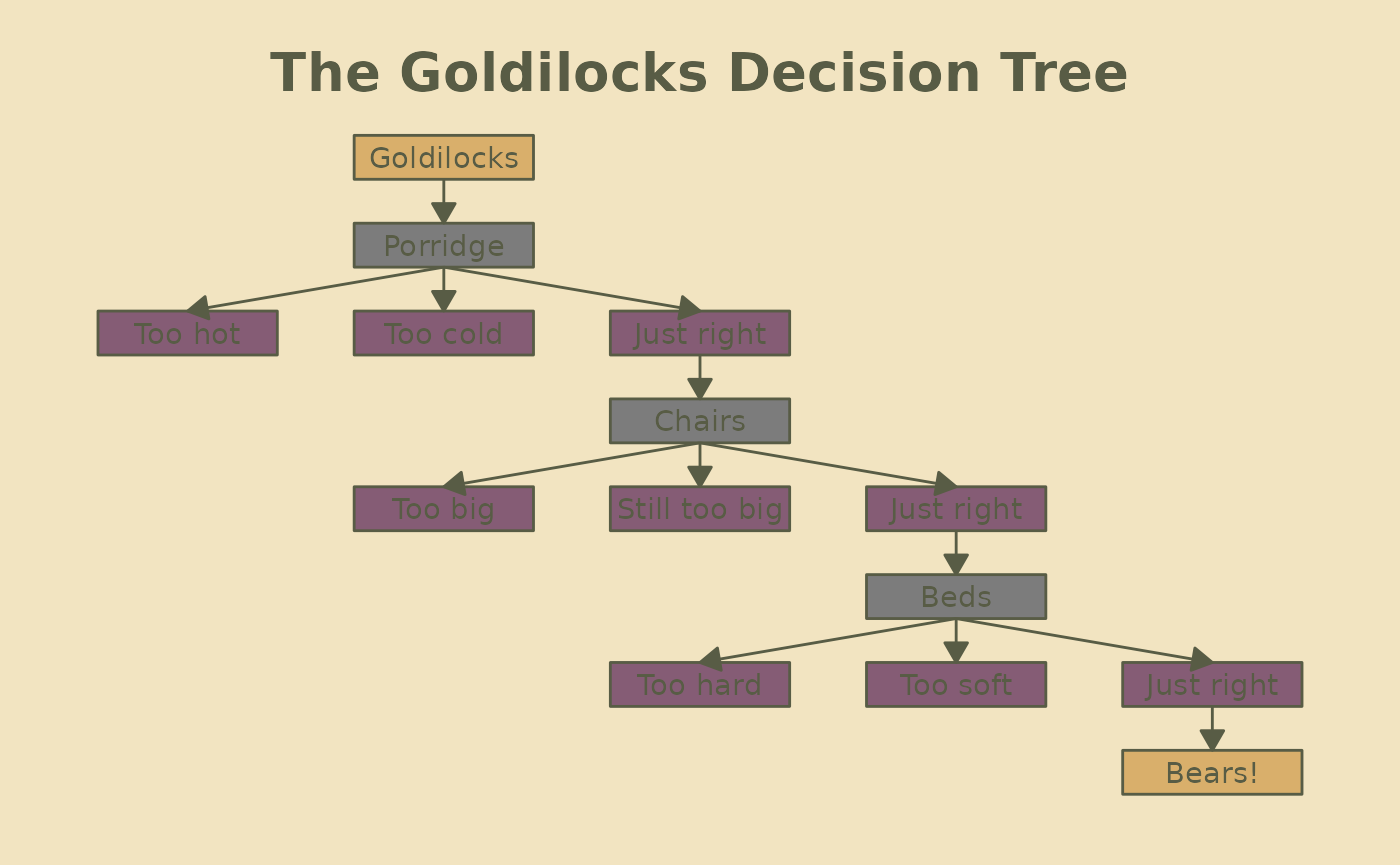 The Goldilocks Decision Tree
Goldilocks
Porridge
Too hot
Too cold
Just right
Chairs
Too big
Still too big
Just right
Beds
Too hard
Too soft
Just right
Bears!